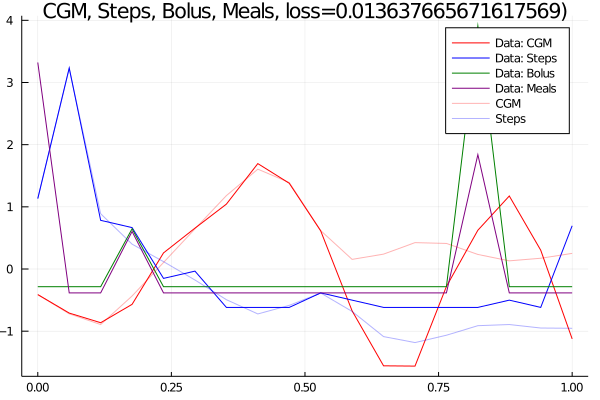 CGM, Steps, Bolus, Meals, loss=0.013637665671617569)
4
3
2
1
0
−1
0.00
0.25
0.50
0.75
1.00
Data: CGM
Data: Steps
Data: Bolus
Data: Meals
CGM
Steps